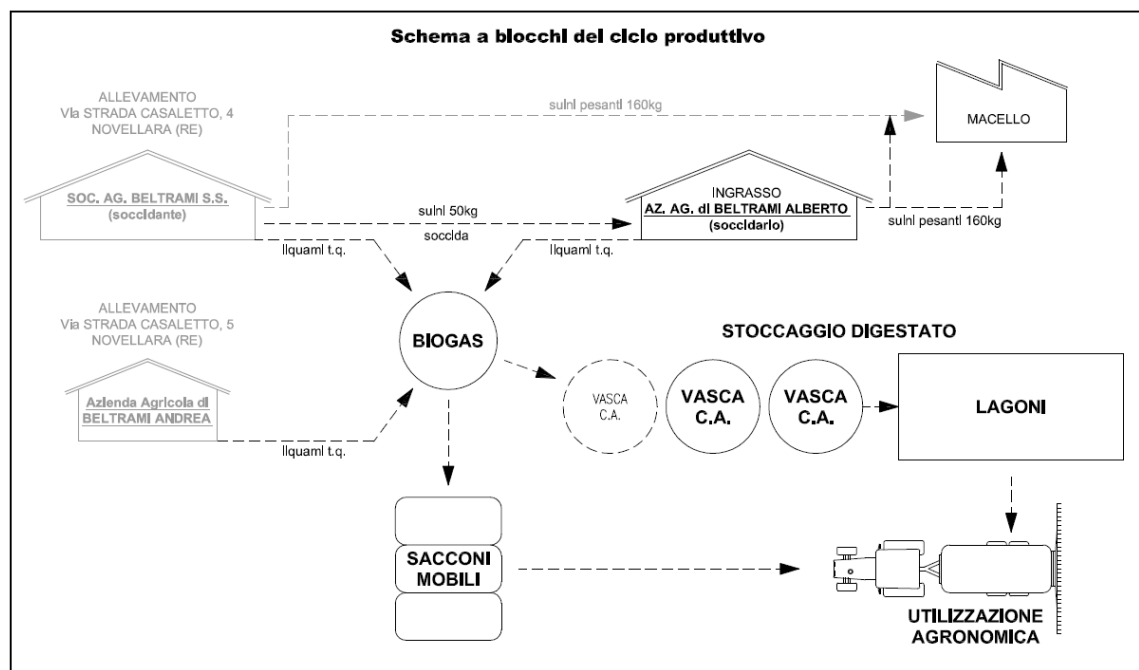 Schema a blocchi del ciclo produttivo
ALLEVAMENTO
Via STRADA CASALETTO, 4
NOVELLARA (RE)
suini pesanti 160kg
MACELLO
SOC. AG. BELTRAMI S.S.
(soccidante)
suini 50kg
soccida
INGRASSO
AZ. AG. di BELTRAMI ALBERTO
(soccidario)
suini pesanti 160kg
liquami t.q.
liquami t.q.
ALLEVAMENTO
Via STRADA CASALETTO, 5
NOVELLARA (RE)
BIOGAS
STOCCAGGIO DIGESTATO
Azienda Agricola di
BELTRAMI ANDREA
VASCA
C.A.
VASCA
C.A.
VASCA
C.A.
LAGONI
liquami t.q.
SACCONI
MOBILI
UTILIZZAZIONE
AGRONOMICA